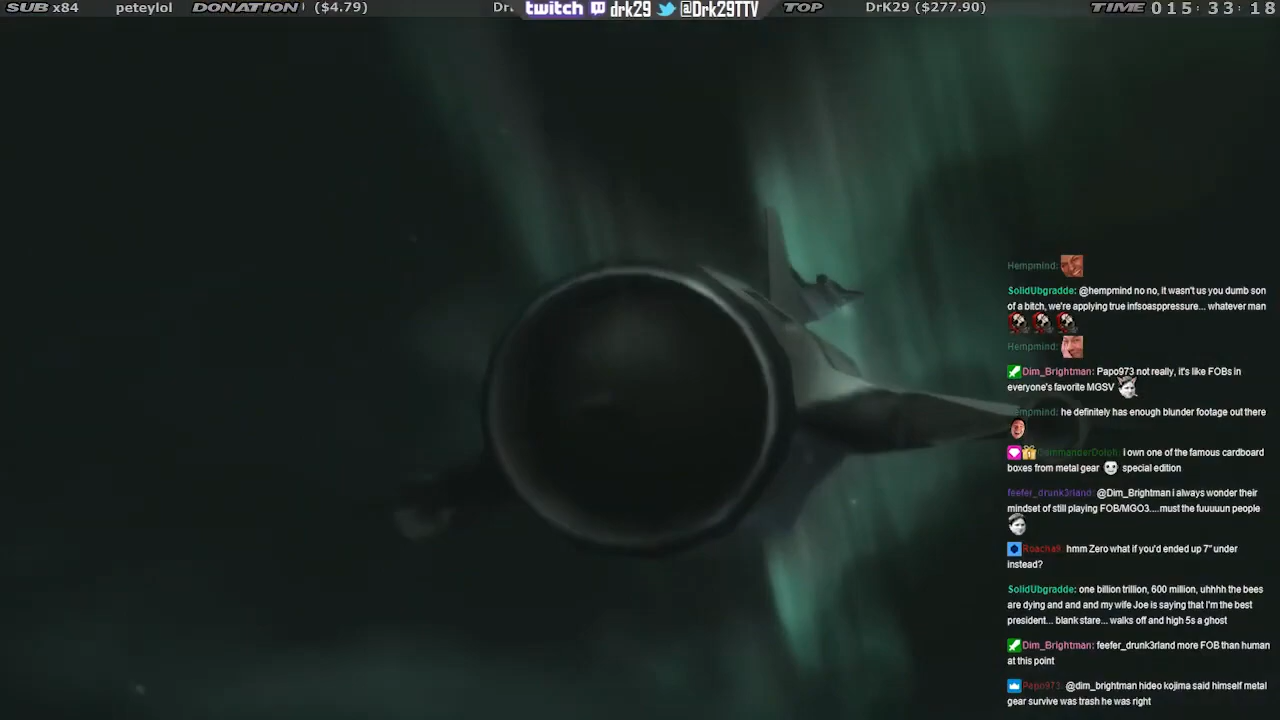 SUB x84 peteylol DONATION ($4.79) Dr. twitch drk29 @Drk29TTV TOP DrK29 ($277.90) TIME 015:33:18
Hempmind:
SolidUbgradde: @hempmind no no, it wasn't us you dumb son
of a bitch, we're applying true infsoaspressure... whatever man
Hempmind:
Dim_Brightman: Papo973 not really, it's like FOBs in
everyone's favorite MGSV
empmind: he definitely has enough blunder footage out there
CommanderDolph: i own one of the famous cardboard
boxes from metal gear special edition
feefer_drunk3rland: @Dim_Brightman i always wonder their
mindset of still playing FOB/MGO3....must the fuuuuun people
Roacha9: hmm Zero what if you'd ended up 7" under
instead?
SolidUbgradde: one billion trillion, 600 million, uhhhh the bees
are dying and and and my wife Joe is saying that I'm the best
president... blank stare... walks off and high 5s a ghost
Dim_Brightman: feefer_drunk3rland more FOB than human
at this point
Papo973: @dim_brightman hideo kojima said himself metal
gear survive was trash he was right